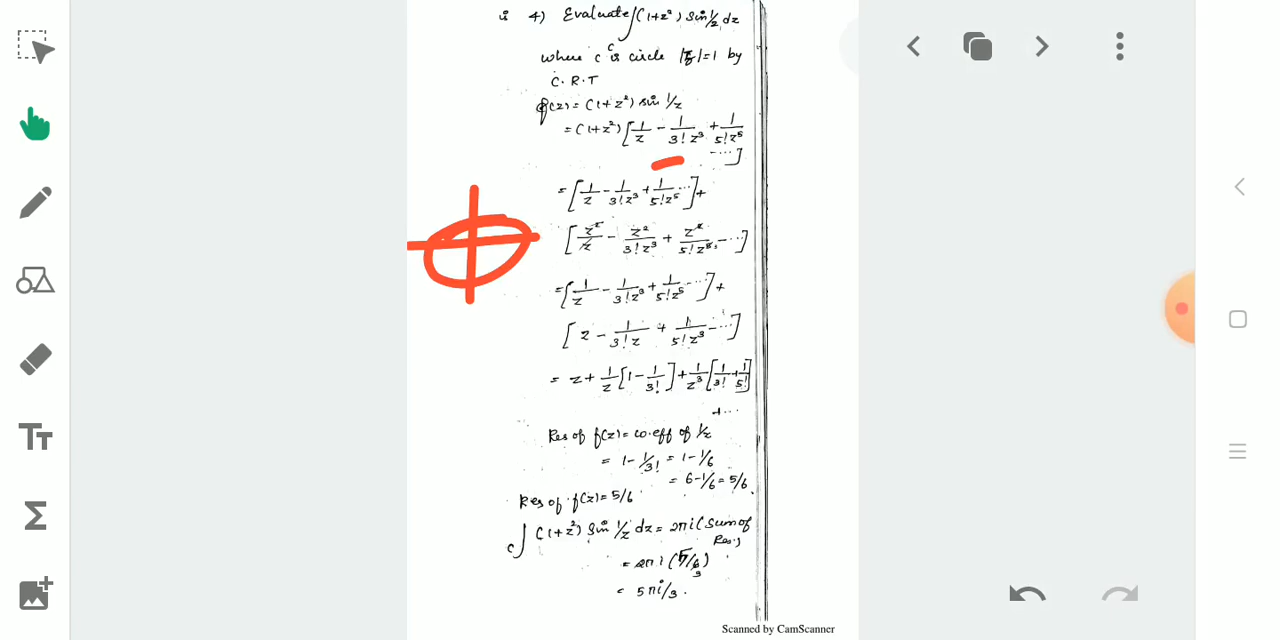 4) Evaluate ∫ (1+z²) sin 1/z dz
c
where c is circle |z|=1 by
C.R.T
f(z) = (1+z²) sin 1/z
= (1+z²) [1/z - 1/3!z³ + 1/5!z⁵
---]
= [1/z - 1/3!z³ + 1/5!z⁵ ---] +
[z²/z - z²/3!z³ + z²/5!z⁵ - ---]
= [1/z - 1/3!z³ + 1/5!z⁵ ---] +
[z - 1/3!z + 1/5!z³ - ---]
= z + 1/z [1 - 1/3!] + 1/z³ [1/3! + 1/5!]
+---
Res of f(z) = co.eff of 1/z
= 1 - 1/3! = 1 - 1/6
= 6-1/6 = 5/6.
Res of f(z) = 5/6
∫c (1+z²) sin 1/z dz = 2πi (sum of
Res.)
= 2πi (5/6)
3
= 5πi/3.
Scanned by CamScanner
TT
Σ